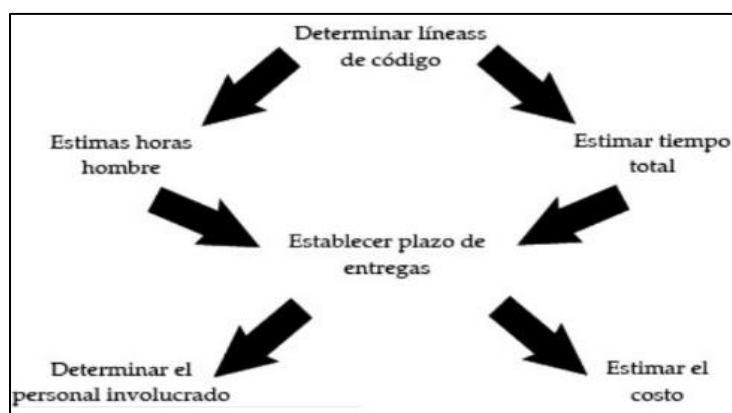 Determinar líneass
de código
Estimas horas
hombre
Estimar tiempo
total
Establecer plazo de
entregas
Determinar el
personal involucrado
Estimar el
costo